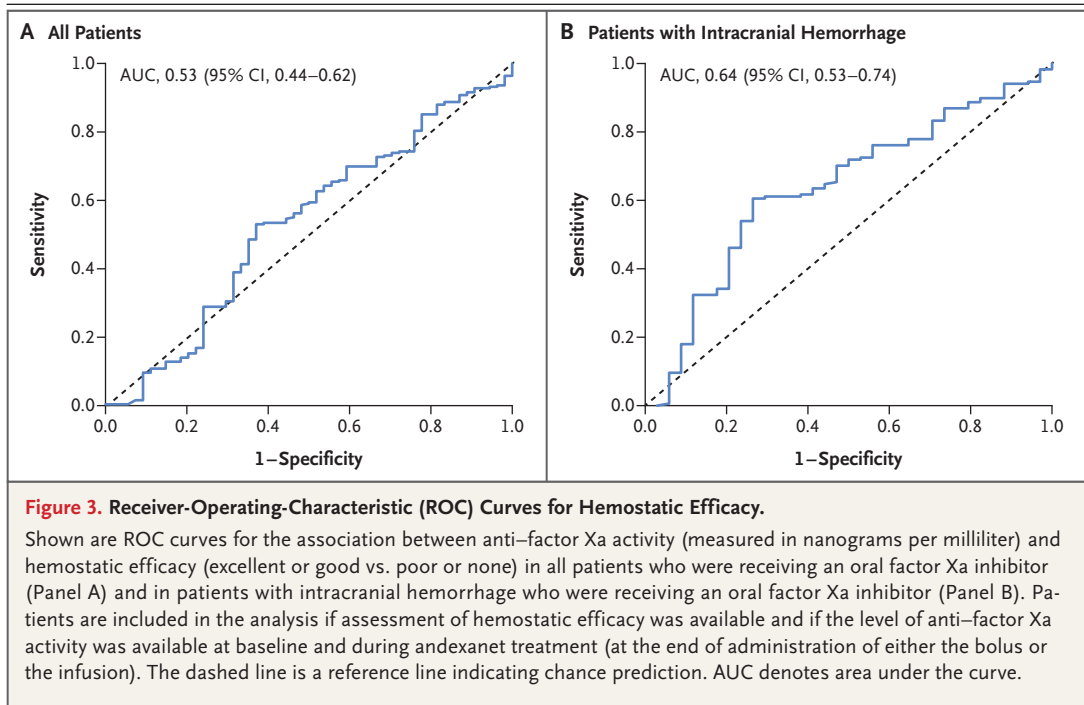 A All Patients
AUC, 0.53 (95% CI, 0.44–0.62)
1.0
0.8
0.6
0.4
0.2
0.0
Sensitivity
0.0 0.2 0.4 0.6 0.8 1.0
1–Specificity
B Patients with Intracranial Hemorrhage
AUC, 0.64 (95% CI, 0.53–0.74)
1.0
0.8
0.6
0.4
0.2
0.0
Sensitivity
0.0 0.2 0.4 0.6 0.8 1.0
1–Specificity
Figure 3. Receiver-Operating-Characteristic (ROC) Curves for Hemostatic Efficacy.
Shown are ROC curves for the association between anti–factor Xa activity (measured in nanograms per milliliter) and
hemostatic efficacy (excellent or good vs. poor or none) in all patients who were receiving an oral factor Xa inhibitor
(Panel A) and in patients with intracranial hemorrhage who were receiving an oral factor Xa inhibitor (Panel B). Pa-
tients are included in the analysis if assessment of hemostatic efficacy was available and if the level of anti–factor Xa
activity was available at baseline and during andexanet treatment (at the end of administration of either the bolus or
the infusion). The dashed line is a reference line indicating chance prediction. AUC denotes area under the curve.